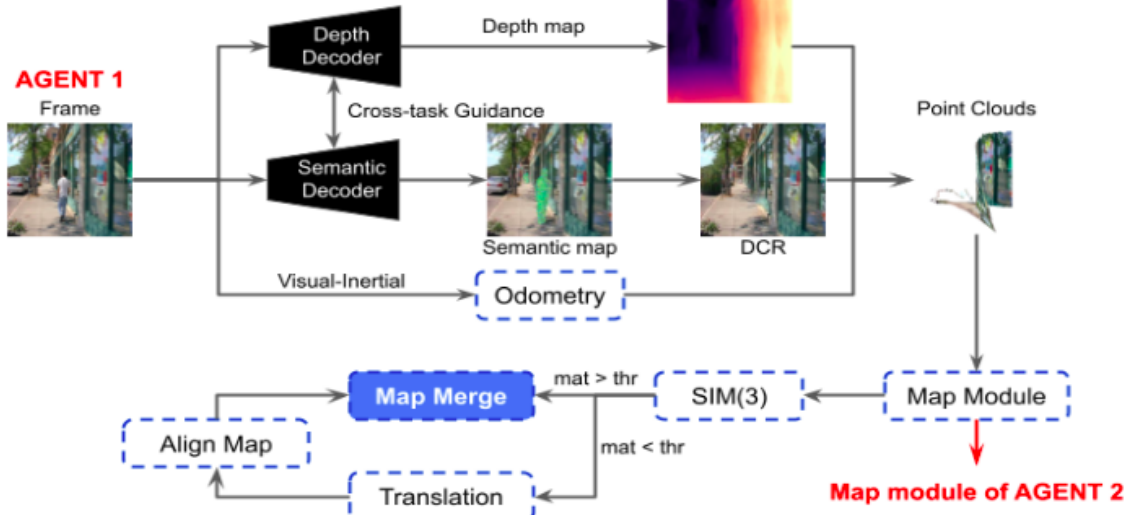 Depth
Decoder
Depth map
AGENT 1
Frame
Cross-task Guidance
Point Clouds
Semantic
Decoder
Semantic map
DCR
Visual-Inertial
Odometry
Map Merge
mat > thr
SIM(3)
Map Module
Align Map
mat < thr
Translation
Map module of AGENT 2